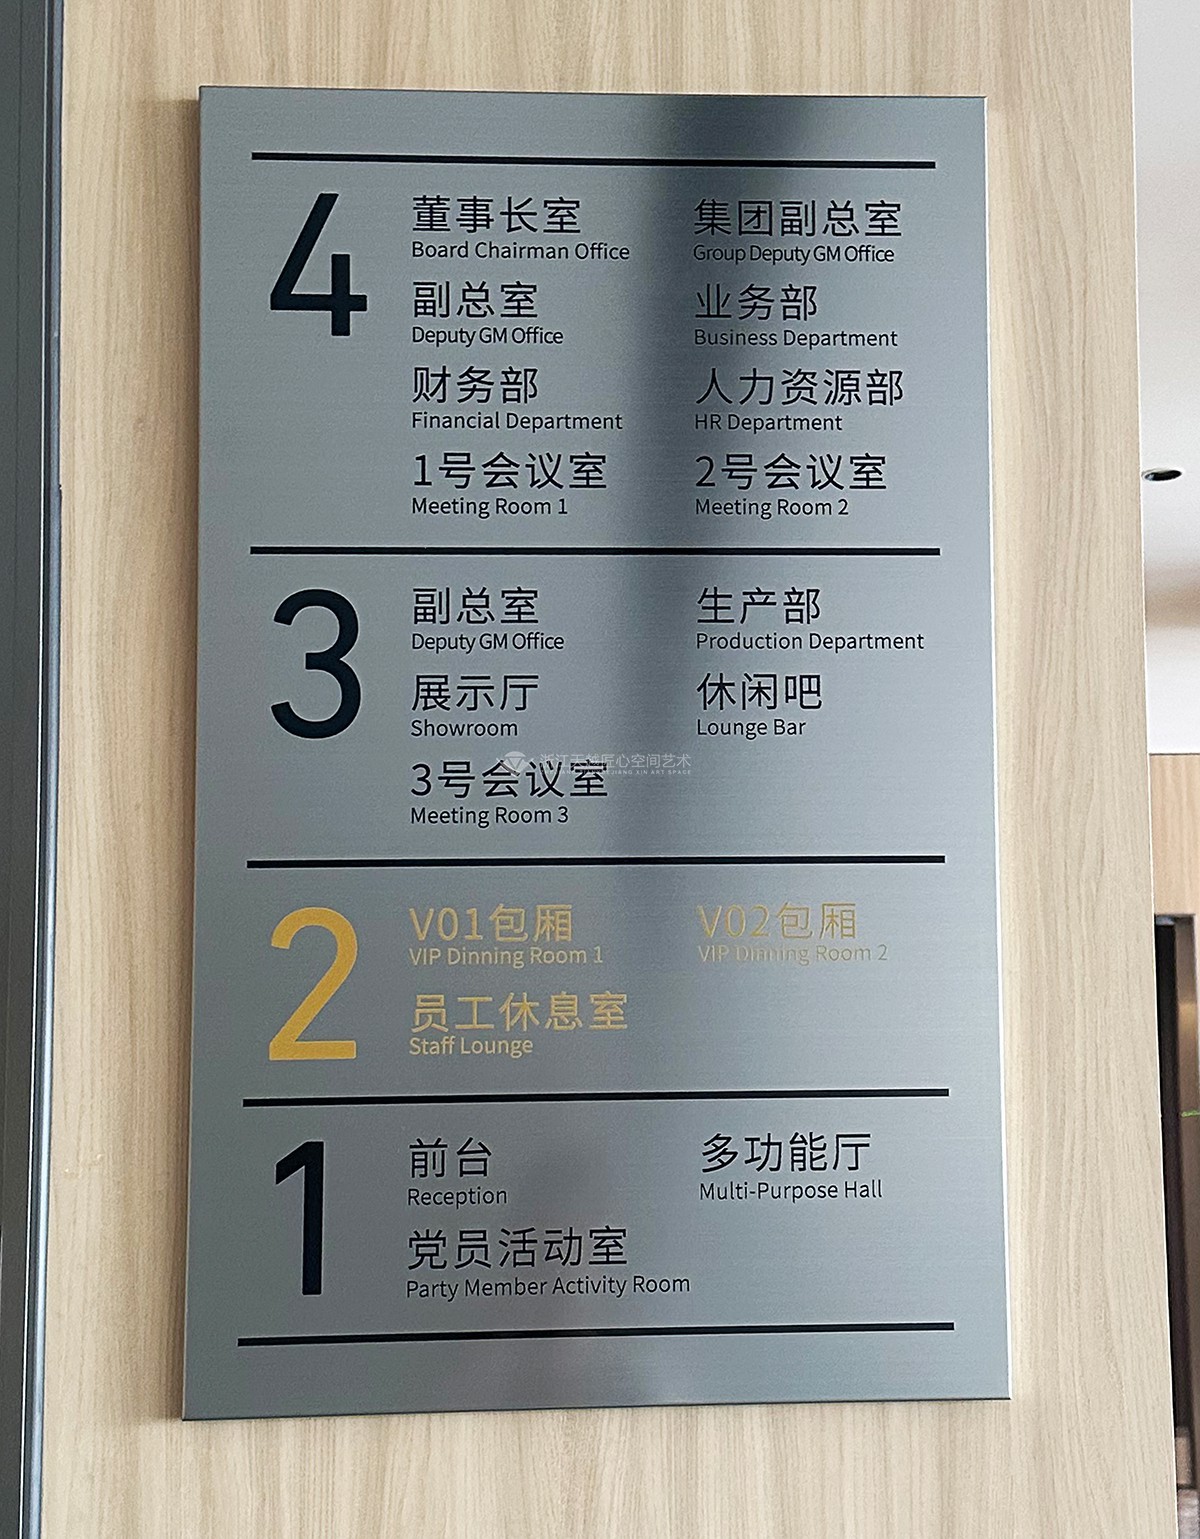 4
董事长室 集团副总室
Board Chairman Office Group Deputy GM Office
副总室 业务部
Deputy GM Office Business Department
财务部 人力资源部
Financial Department HR Department
1号会议室 2号会议室
Meeting Room 1 Meeting Room 2
3
副总室 生产部
Deputy GM Office Production Department
展示厅 休闲吧
Showroom Lounge Bar
3号会议室
Meeting Room 3
2
V01包厢 V02包厢
VIP Dinning Room 1 VIP Dinning Room 2
员工休息室
Staff Lounge
1
前台 多功能厅
Reception Multi-Purpose Hall
党员活动室
Party Member Activity Room